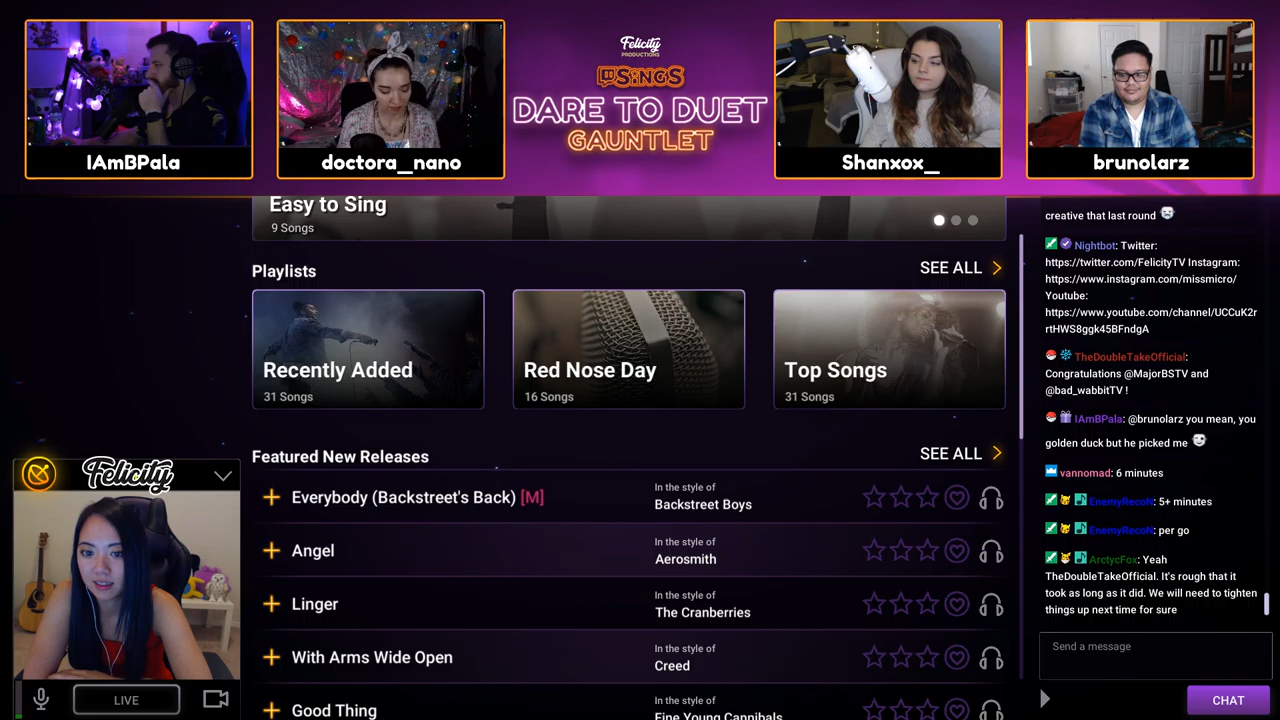 IAmBPala
doctora__nano
Felicity
PRODUCTIONS
SINGS
DARE TO DUET
GAUNTLET
Shanxox_
brunolarz
Easy to Sing
9 Songs
Playlists
SEE ALL
Recently Added
31 Songs
Red Nose Day
16 Songs
Top Songs
31 Songs
Featured New Releases
SEE ALL
Everybody (Backstreet's Back) [M]
In the style of
Backstreet Boys
Angel
In the style of
Aerosmith
Linger
In the style of
The Cranberries
With Arms Wide Open
In the style of
Creed
Good Thing
In the style of
Fine Young Cannibals
Felicity
LIVE
creative that last round
Nightbot: Twitter:
https://twitter.com/FelicityTV Instagram:
https://www.instagram.com/missmicro/
Youtube:
https://www.youtube.com/channel/UCCuK2r
rtHWS8ggk45BFndgA
TheDoubleTakeOfficial:
Congratulations @MajorBSTV and
@bad_wabbitTV !
IAmBPala: @brunolarz you mean, you
golden duck but he picked me
vannomad: 6 minutes
EnemyRecoN: 5+ minutes
EnemyRecoN: per go
ArctycFox: Yeah
TheDoubleTakeOfficial. It's rough that it
took as long as it did. We will need to tighten
things up next time for sure
Send a message
CHAT